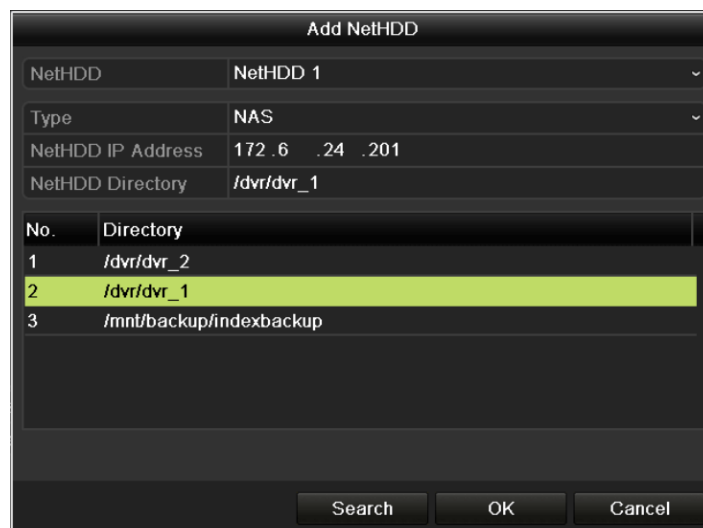 Add NetHDD
NetHDD NetHDD 1
Type NAS
NetHDD IP Address 172 .6 .24 .201
NetHDD Directory /dvr/dvr_1
No. Directory
1 /dvr/dvr_2
2 /dvr/dvr_1
3 /mnt/backup/indexbackup
Search OK Cancel